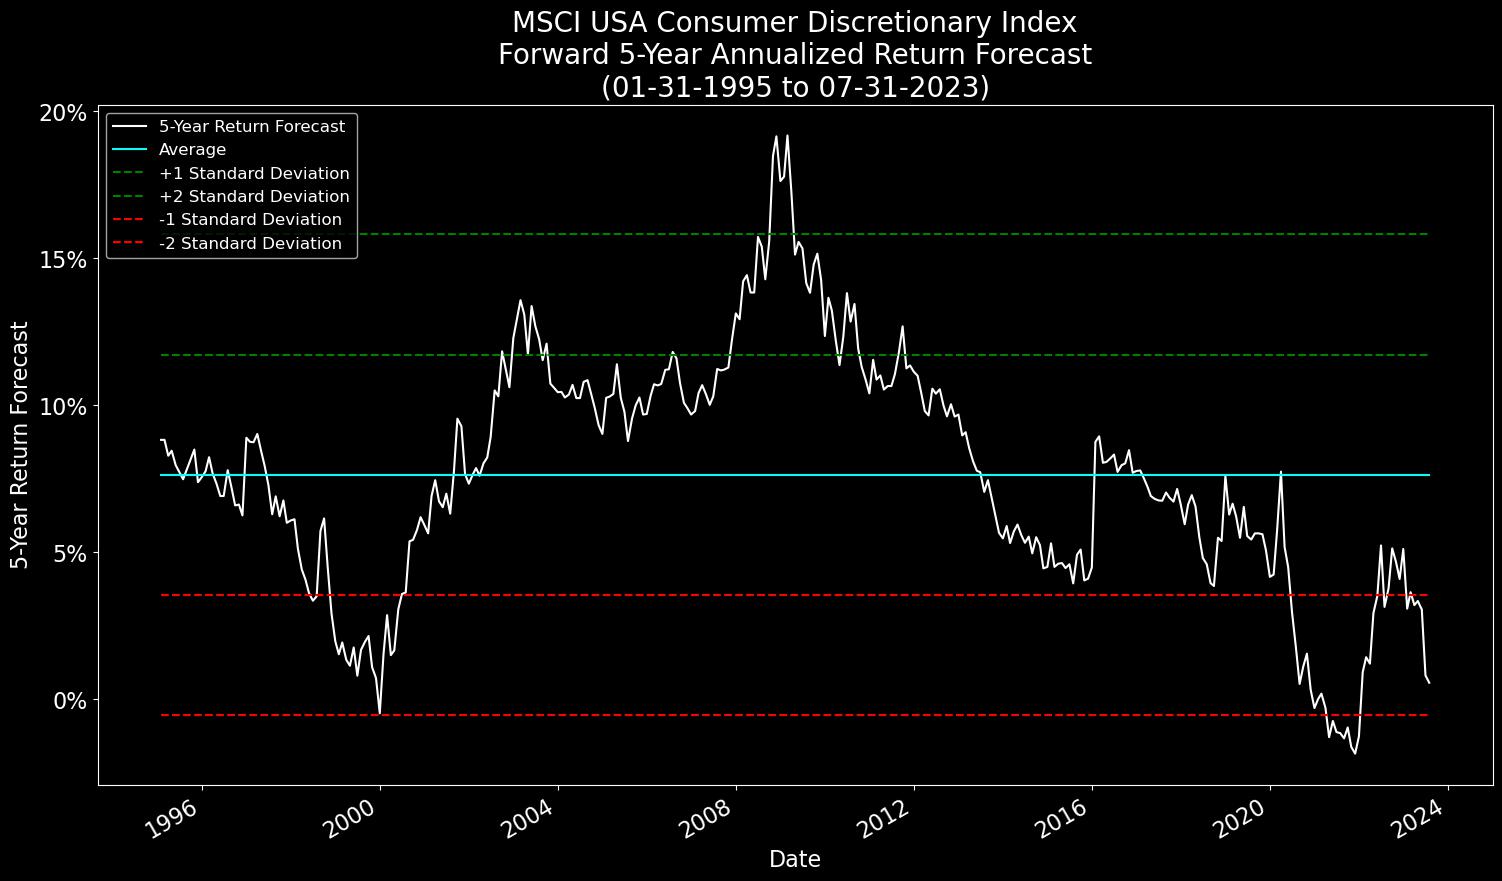 MSCI USA Consumer Discretionary Index
Forward 5-Year Annualized Return Forecast
(01-31-1995 to 07-31-2023)
20%
15%
10%
5%
0%
5-Year Return Forecast
5-Year Return Forecast
Average
+1 Standard Deviation
+2 Standard Deviation
-1 Standard Deviation
-2 Standard Deviation
1996
2000
2004
2008
2012
2016
2020
2024
Date